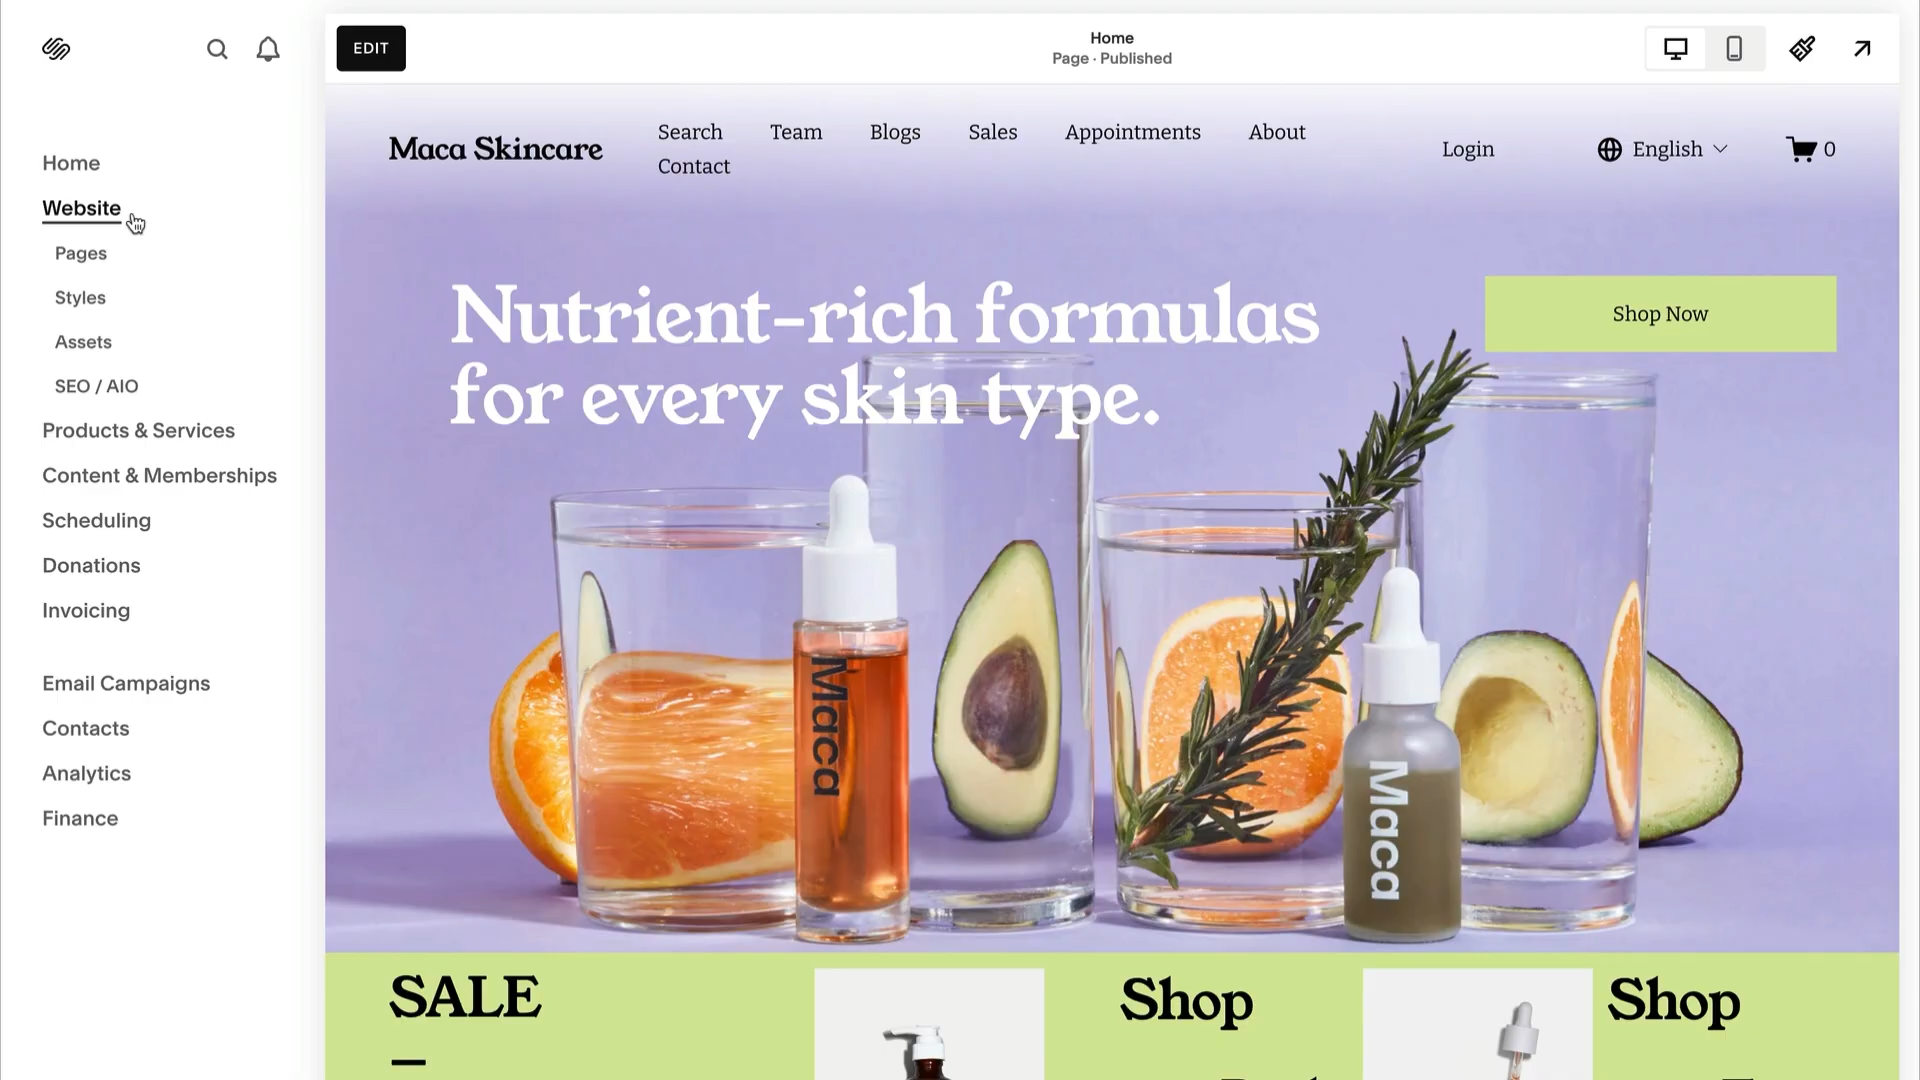 EDIT
Home
Page · Published
Home
Website
Pages
Styles
Assets
SEO / AIO
Products & Services
Content & Memberships
Scheduling
Donations
Invoicing
Email Campaigns
Contacts
Analytics
Finance
Maca Skincare
Search Team Blogs Sales Appointments About
Contact
Login
English
0
Nutrient-rich formulas
for every skin type.
Shop Now
Maca
Maca
SALE
–
Shop
Shop